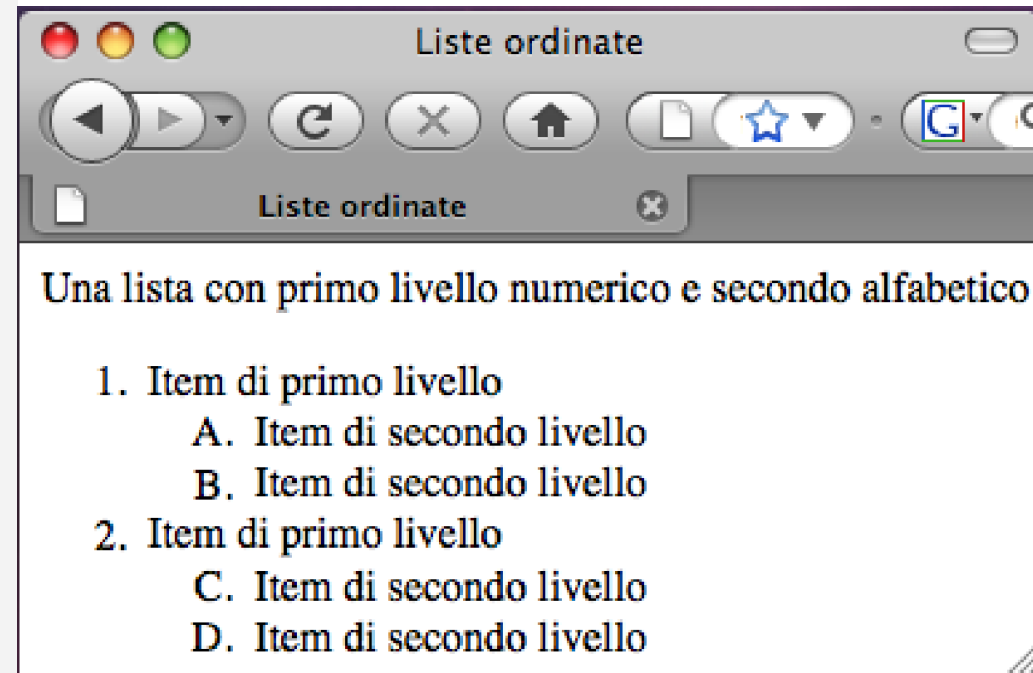 Liste ordinate
G
Liste ordinate
Una lista con primo livello numerico e secondo alfabetico
1. Item di primo livello
A. Item di secondo livello
B. Item di secondo livello
2. Item di primo livello
C. Item di secondo livello
D. Item di secondo livello